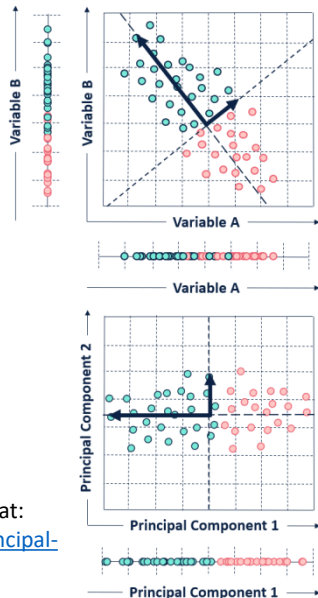 Variable B
Variable B
Variable A
Variable A
Principal Component 2
at:
ncipal-
Principal Component 1
Principal Component 1